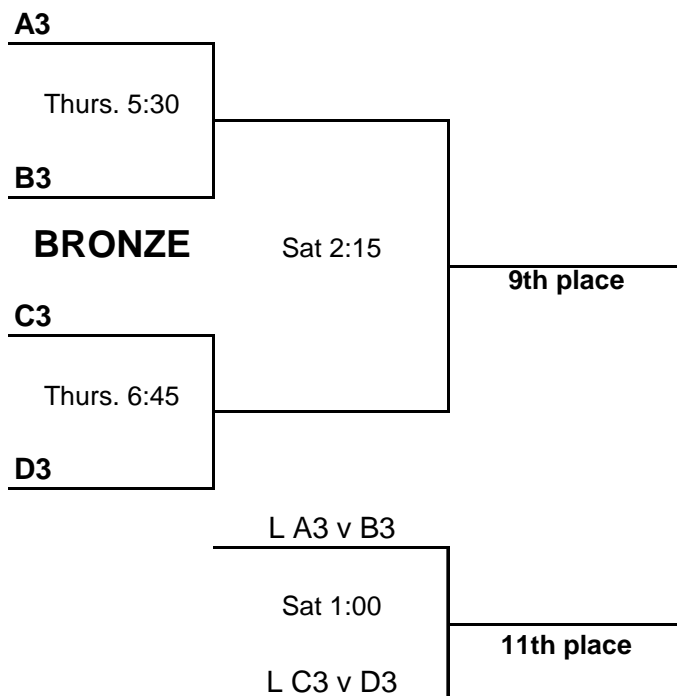 A3
Thurs. 5:30
B3
BRONZE
Sat 2:15
9th place
C3
Thurs. 6:45
D3
L A3 v B3
Sat 1:00
11th place
L C3 v D3